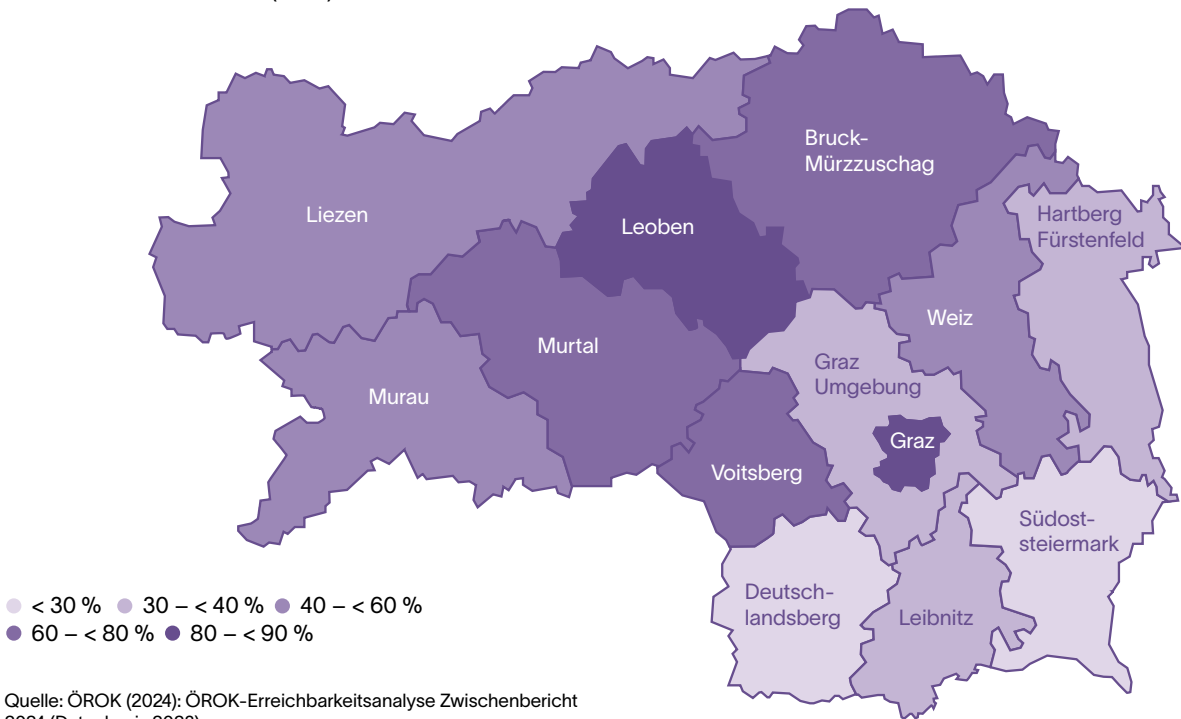 Bruck-
Mürzzuschag
Liezen
Leoben
Hartberg
Fürstenfeld
Weiz
Murtal
Graz
Umgebung
Murau
Graz
Voitsberg
Südost-
steiermark
Deutsch-
landsberg
Leibnitz
< 30 % 30 – < 40 % 40 – < 60 %
60 – < 80 % 80 – < 90 %
Quelle: ÖROK (2024): ÖROK-Erreichbarkeitsanalyse Zwischenbericht